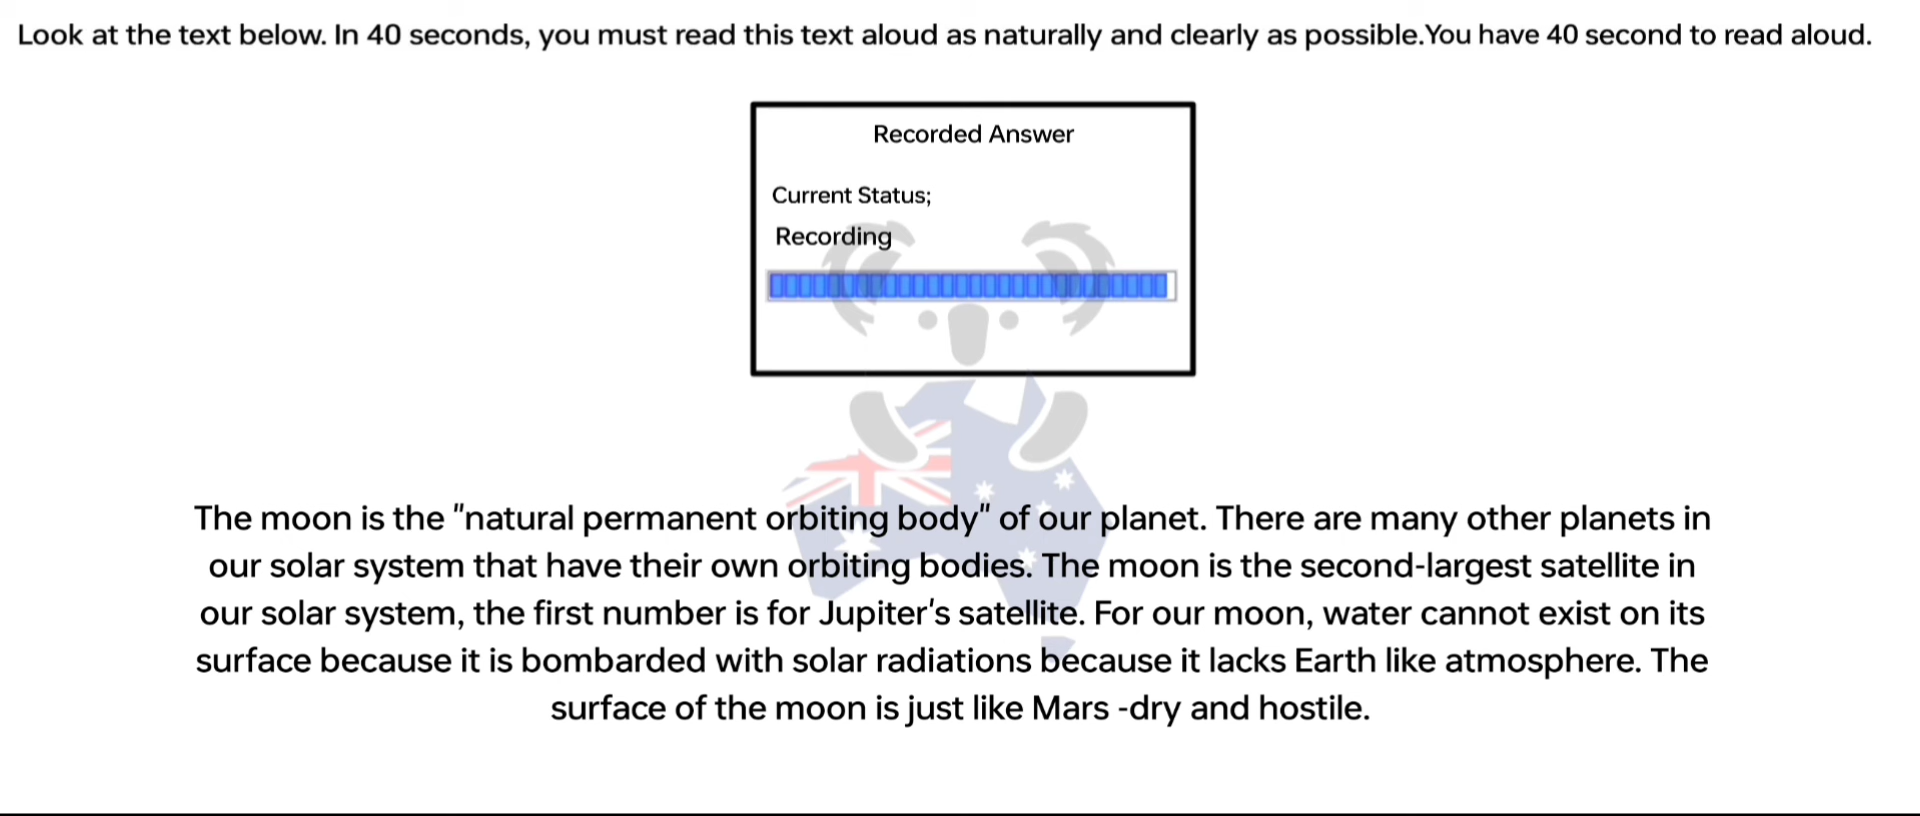 Look at the text below. In 40 seconds, you must read this text aloud as naturally and clearly as possible.You have 40 second to read aloud.
Recorded Answer
Current Status;
Recording
The moon is the "natural permanent orbiting body" of our planet. There are many other planets in
our solar system that have their own orbiting bodies. The moon is the second-largest satellite in
our solar system, the first number is for Jupiter's satellite. For our moon, water cannot exist on its
surface because it is bombarded with solar radiations because it lacks Earth like atmosphere. The
surface of the moon is just like Mars -dry and hostile.